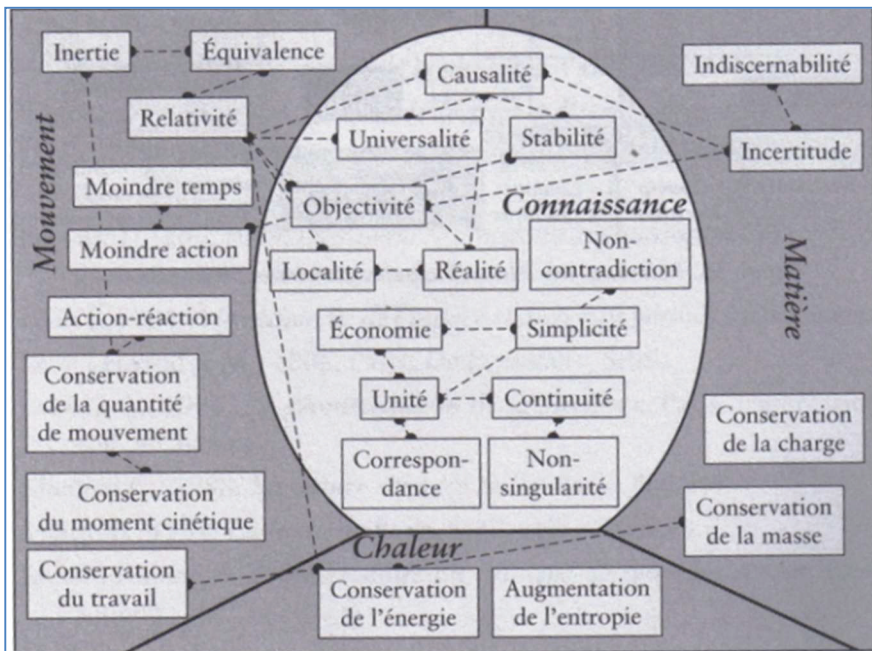 Inertie
Équivalence
Causalité
Indiscernabilité
Relativité
Universalité
Stabilité
Incertitude
Mouvement
Moindre temps
Objectivité
Connaissance
Moindre action
Localité
Réalité
Non-
contradiction
Matière
Action-réaction
Économie
Simplicité
Conservation
de la quantité
de mouvement
Unité
Continuité
Conservation
de la charge
Correspon-
dance
Non-
singularité
Conservation
du moment cinétique
Conservation
de la masse
Chaleur
Conservation
du travail
Conservation
de l'énergie
Augmentation
de l'entropie